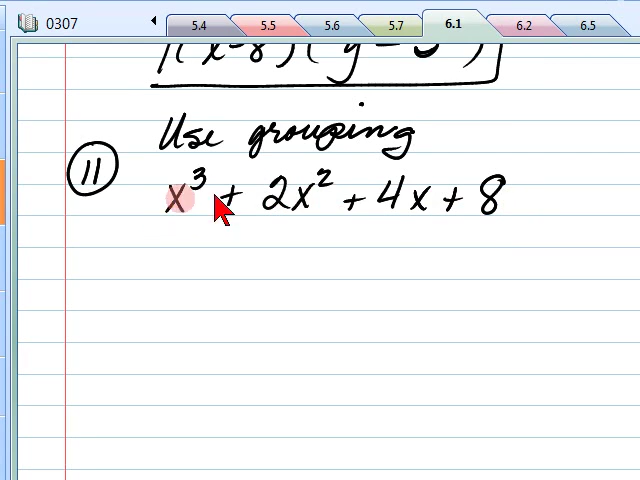 0307 5.4 5.5 5.6 5.7 6.1 6.2 6.5
Use grouping
11 x³ + 2x² + 4x + 8